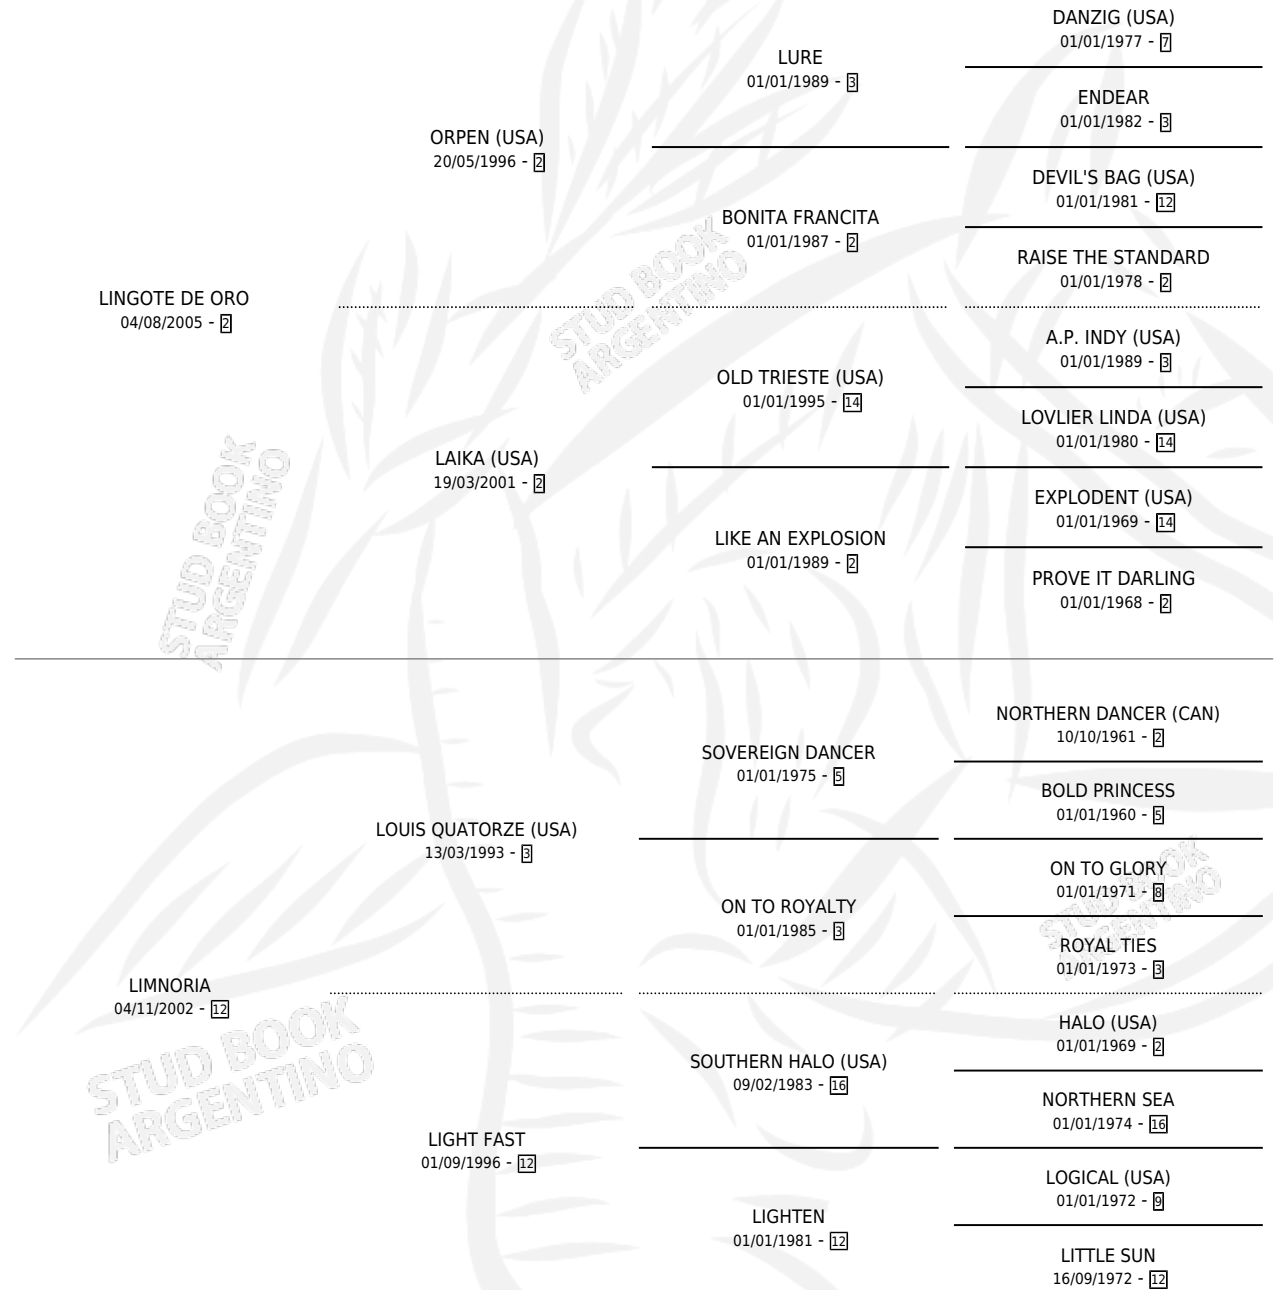 DANZIG (USA)
01/01/1977 - 7
LURE
01/01/1989 - 3
ENDEAR
01/01/1982 - 3
ORPEN (USA)
20/05/1996 - 2
DEVIL'S BAG (USA)
01/01/1981 - 12
BONITA FRANCITA
01/01/1987 - 2
RAISE THE STANDARD
01/01/1978 - 2
LINGOTE DE ORO
04/08/2005 - 2
STUD BOOK
ARGENTINO
A.P. INDY (USA)
01/01/1989 - 3
OLD TRIESTE (USA)
01/01/1995 - 14
LOVLIER LINDA (USA)
01/01/1980 - 14
LAIKA (USA)
19/03/2001 - 2
EXPLODENT (USA)
01/01/1969 - 14
LIKE AN EXPLOSION
01/01/1989 - 2
PROVE IT DARLING
01/01/1968 - 2
STUD BOOK
ARGENTINO
NORTHERN DANCER (CAN)
10/10/1961 - 2
SOVEREIGN DANCER
01/01/1975 - 5
BOLD PRINCESS
01/01/1960 - 5
LOUIS QUATORZE (USA)
13/03/1993 - 3
ON TO GLORY
01/01/1971 - 8
ON TO ROYALTY
01/01/1985 - 3
ROYAL TIES
01/01/1973 - 3
STUD BOOK
ARGENTINO
LIMNORIA
04/11/2002 - 12
STUD BOOK
ARGENTINO
HALO (USA)
01/01/1969 - 2
SOUTHERN HALO (USA)
09/02/1983 - 16
NORTHERN SEA
01/01/1974 - 16
LIGHT FAST
01/09/1996 - 12
LOGICAL (USA)
01/01/1972 - 9
LIGHTEN
01/01/1981 - 12
LITTLE SUN
16/09/1972 - 12